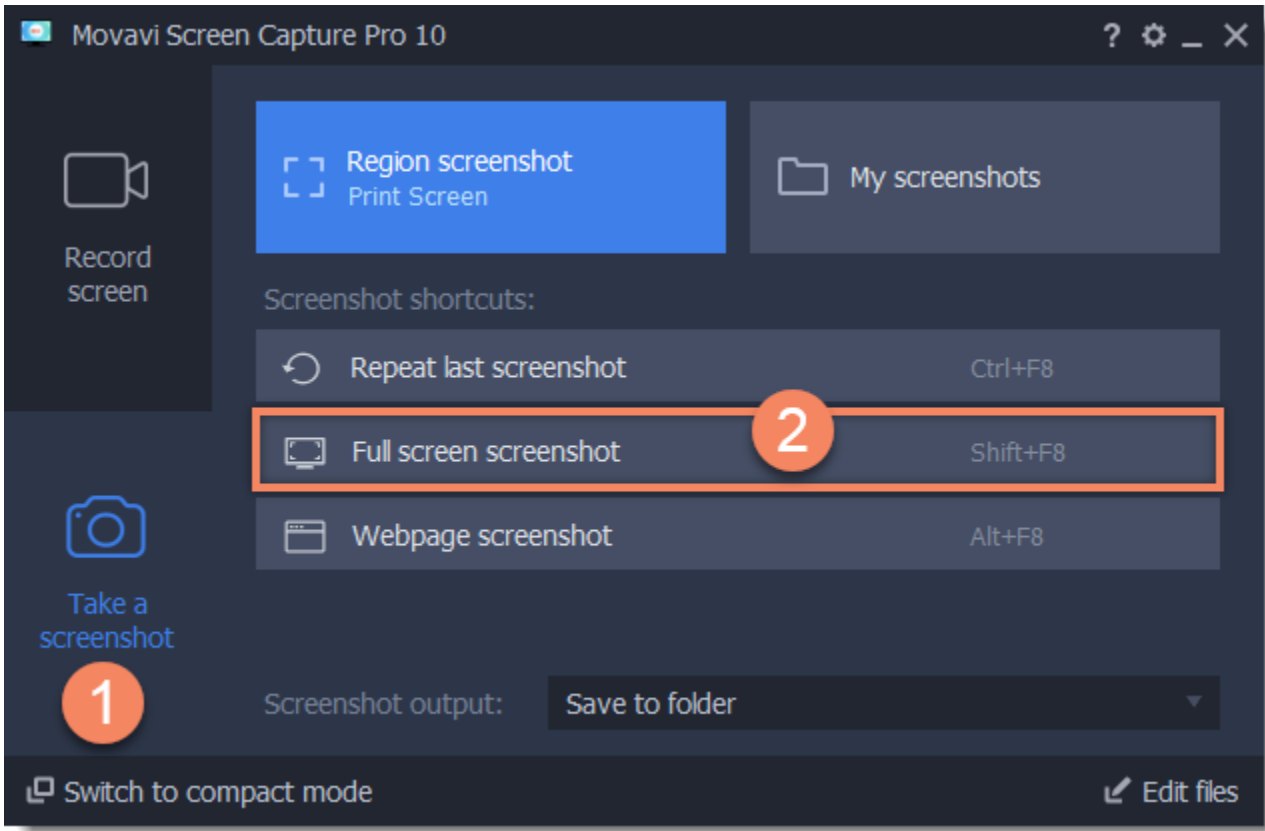 Movavi Screen Capture Pro 10
?
Record
screen
Region screenshot
Print Screen
My screenshots
Screenshot shortcuts:
Repeat last screenshot Ctrl+F8
Full screen screenshot 2 Shift+F8
Webpage screenshot Alt+F8
Take a
screenshot
1
Screenshot output: Save to folder
Switch to compact mode Edit files